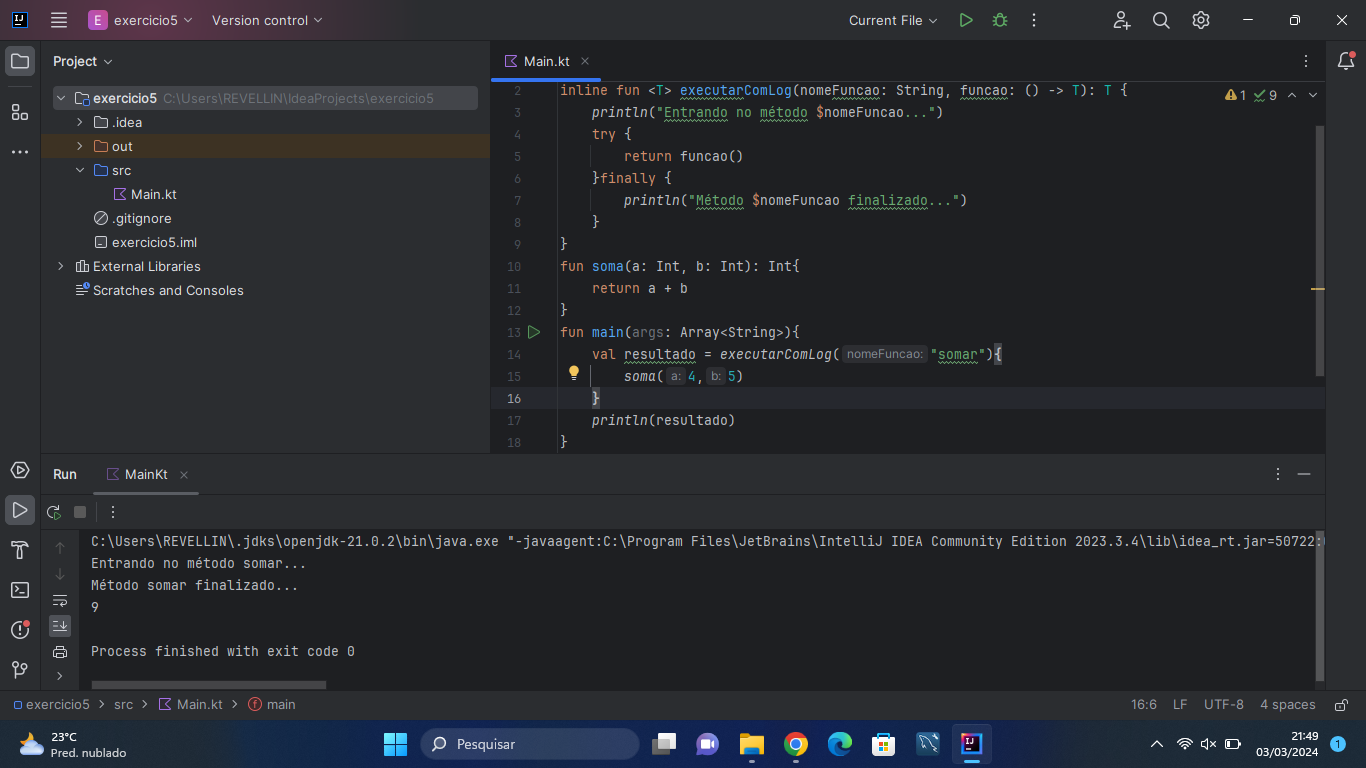 E exercicio5 Version control Current File
Project
exercicio5 C:\Users\REVELLIN\IdeaProjects\exercicio5
.idea
out
src
Main.kt
.gitignore
exercicio5.iml
External Libraries
Scratches and Consoles
Main.kt
1 9
2 inline fun <T> executarComLog(nomeFuncao: String, funcao: () -> T): T {
3 println("Entrando no método $nomeFuncao...")
4 try {
5 return funcao()
6 }finally {
7 println("Método $nomeFuncao finalizado...")
8 }
9 }
10 fun soma(a: Int, b: Int): Int{
11 return a + b
12 }
13 fun main(args: Array<String>){
14 val resultado = executarComLog( nomeFuncao: "somar"){
15 soma( a: 4, b: 5)
16 }
17 println(resultado)
18 }
Run MainKt
C:\Users\REVELLIN\.jdks\openjdk-21.0.2\bin\java.exe "-javaagent:C:\Program Files\JetBrains\IntelliJ IDEA Community Edition 2023.3.4\lib\idea_rt.jar=50722:
Entrando no método somar...
Método somar finalizado...
9
Process finished with exit code 0
exercicio5 > src > Main.kt > main 16:6 LF UTF-8 4 spaces
23°C
Pred. nublado
Pesquisar
21:49
03/03/2024
1